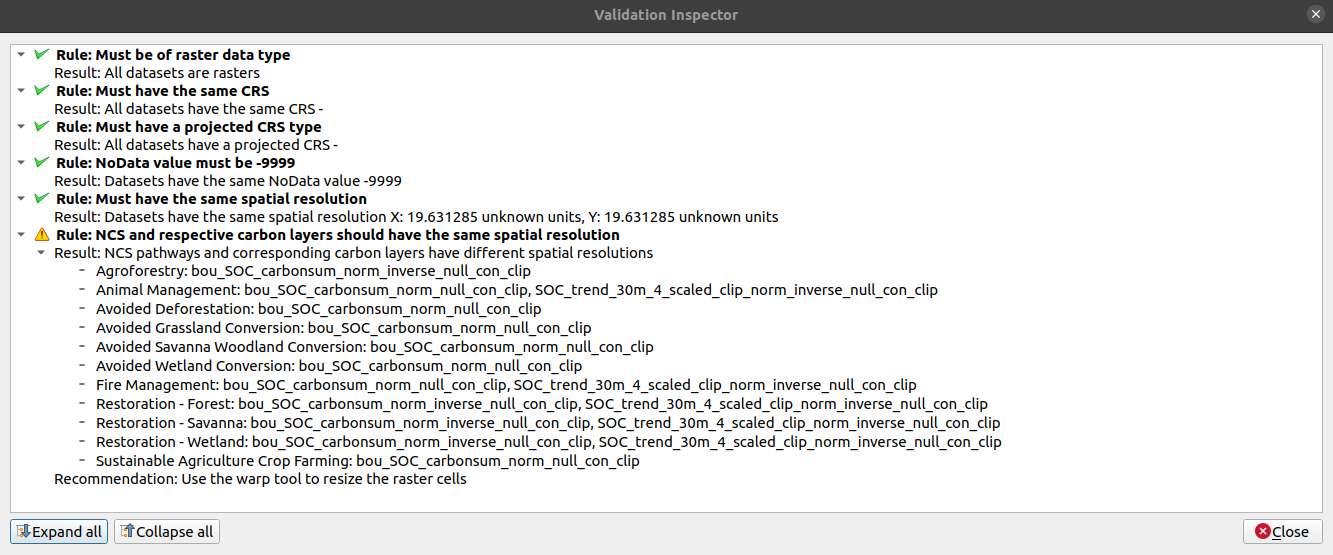 Validation Inspector
Rule: Must be of raster data type
Result: All datasets are rasters
Rule: Must have the same CRS
Result: All datasets have the same CRS -
Rule: Must have a projected CRS type
Result: All datasets have a projected CRS -
Rule: NoData value must be -9999
Result: Datasets have the same NoData value -9999
Rule: Must have the same spatial resolution
Result: Datasets have the same spatial resolution X: 19.631285 unknown units, Y: 19.631285 unknown units
Rule: NCS and respective carbon layers should have the same spatial resolution
Result: NCS pathways and corresponding carbon layers have different spatial resolutions
- Agroforestry: bou_SOC_carbonsum_norm_inverse_null_con_clip
- Animal Management: bou_SOC_carbonsum_norm_null_con_clip, SOC_trend_30m_4_scaled_clip_norm_inverse_null_con_clip
- Avoided Deforestation: bou_SOC_carbonsum_norm_null_con_clip
- Avoided Grassland Conversion: bou_SOC_carbonsum_norm_null_con_clip
- Avoided Savanna Woodland Conversion: bou_SOC_carbonsum_norm_null_con_clip
- Avoided Wetland Conversion: bou_SOC_carbonsum_norm_null_con_clip
- Fire Management: bou_SOC_carbonsum_norm_null_con_clip, SOC_trend_30m_4_scaled_clip_norm_inverse_null_con_clip
- Restoration - Forest: bou_SOC_carbonsum_norm_inverse_null_con_clip, SOC_trend_30m_4_scaled_clip_norm_inverse_null_con_clip
- Restoration - Savanna: bou_SOC_carbonsum_norm_inverse_null_con_clip, SOC_trend_30m_4_scaled_clip_norm_inverse_null_con_clip
- Restoration - Wetland: bou_SOC_carbonsum_norm_inverse_null_con_clip, SOC_trend_30m_4_scaled_clip_norm_inverse_null_con_clip
- Sustainable Agriculture Crop Farming: bou_SOC_carbonsum_norm_null_con_clip
Recommendation: Use the warp tool to resize the raster cells
Expand all Collapse all Close